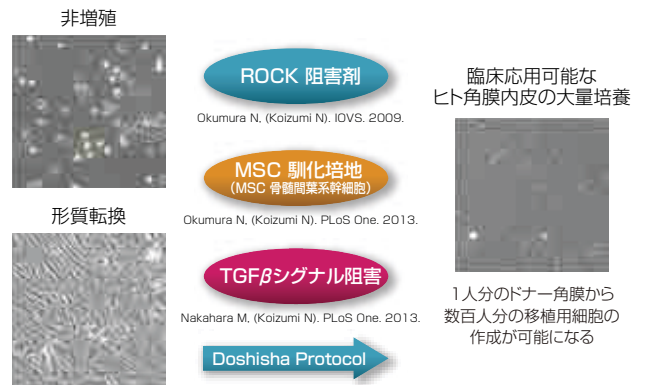 非増殖
形質転換
ROCK 阻害剤
Okumura N, (Koizumi N). IOVS. 2009.
MSC 馴化培地
(MSC 骨髄間葉系幹細胞)
Okumura N, (Koizumi N). PLoS One. 2013.
TGFβシグナル阻害
Nakahara M, (Koizumi N). PLoS One. 2013.
Doshisha Protocol
臨床応用可能な
ヒト角膜内皮の大量培養
1人分のドナー角膜から
数百人分の移植用細胞の
作成が可能になる